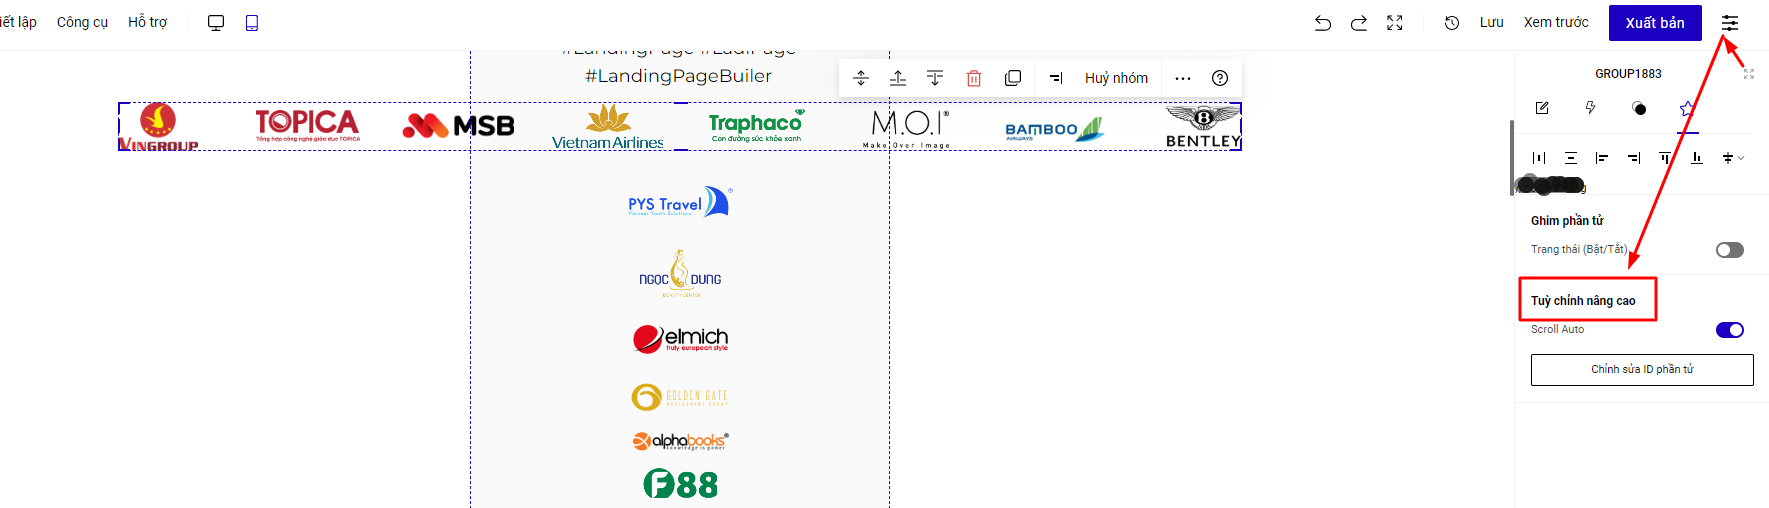 iết lập Công cụ Hỗ trợ Lưu Xem trước Xuất bản
#LandingPage #LadiPage
#LandingPageBuiler
Huỷ nhóm
GROUP1883
VINGROUP
TOPICA
Tổng hợp công nghệ giáo dục TOPICA
MSB
Vietnam Airlines
Traphaco
Con đường sức khỏe xanh
M.O.I
Make Over Image
BAMBOO
AIRWAYS
B
BENTLEY
PYS Travel
Pioneer Youth Solutions
NGỌC DUNG
BEAUTY CENTER
elmich
truly european style
GOLDEN GATE
RESTAURANT GROUP
alphabooks
knowledge is power
F88
g
Ghim phần tử
Trạng thái (Bật/Tắt)
Tuỳ chỉnh nâng cao
Scroll Auto
Chỉnh sửa ID phần tử